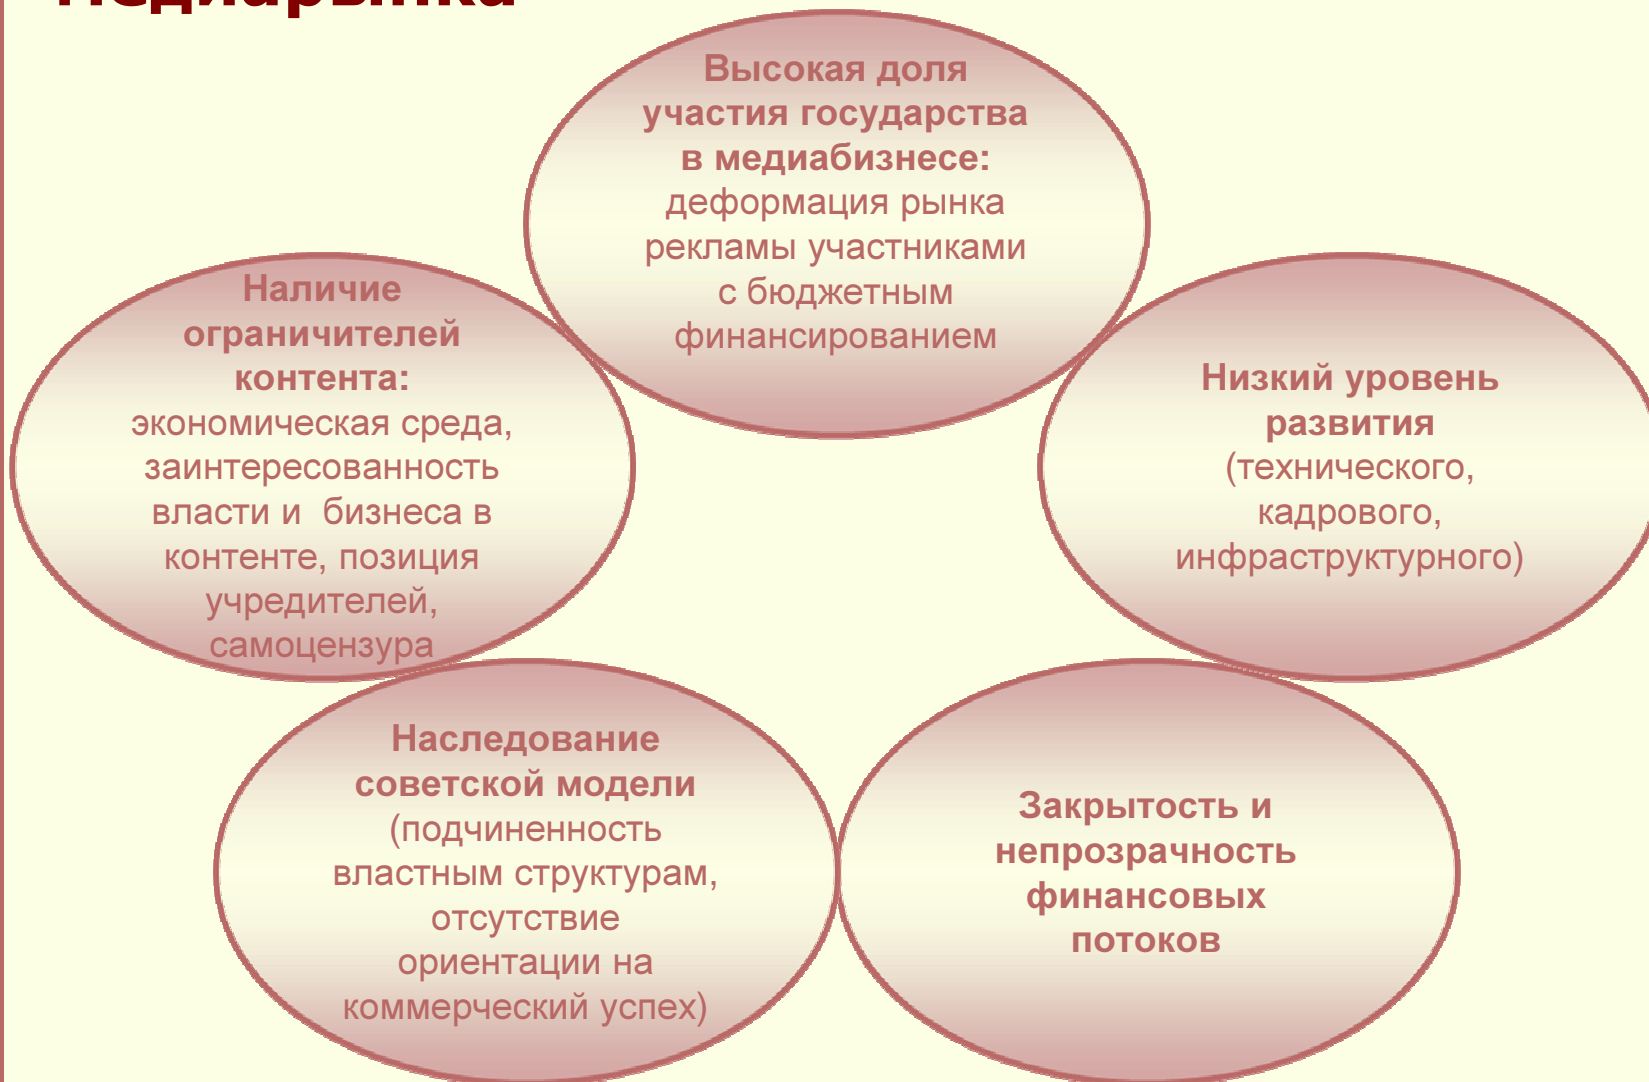 медиарынка
Высокая доля
участия государства
в медиабизнесе:
деформация рынка
рекламы участниками
с бюджетным
финансированием
Наличие
ограничителей
контента:
экономическая среда,
заинтересованность
власти и бизнеса в
контенте, позиция
учредителей,
самоцензура
Низкий уровень
развития
(технического,
кадрового,
инфраструктурного)
Наследование
советской модели
(подчиненность
властным структурам,
отсутствие
ориентации на
коммерческий успех)
Закрытость и
непрозрачность
финансовых
потоков